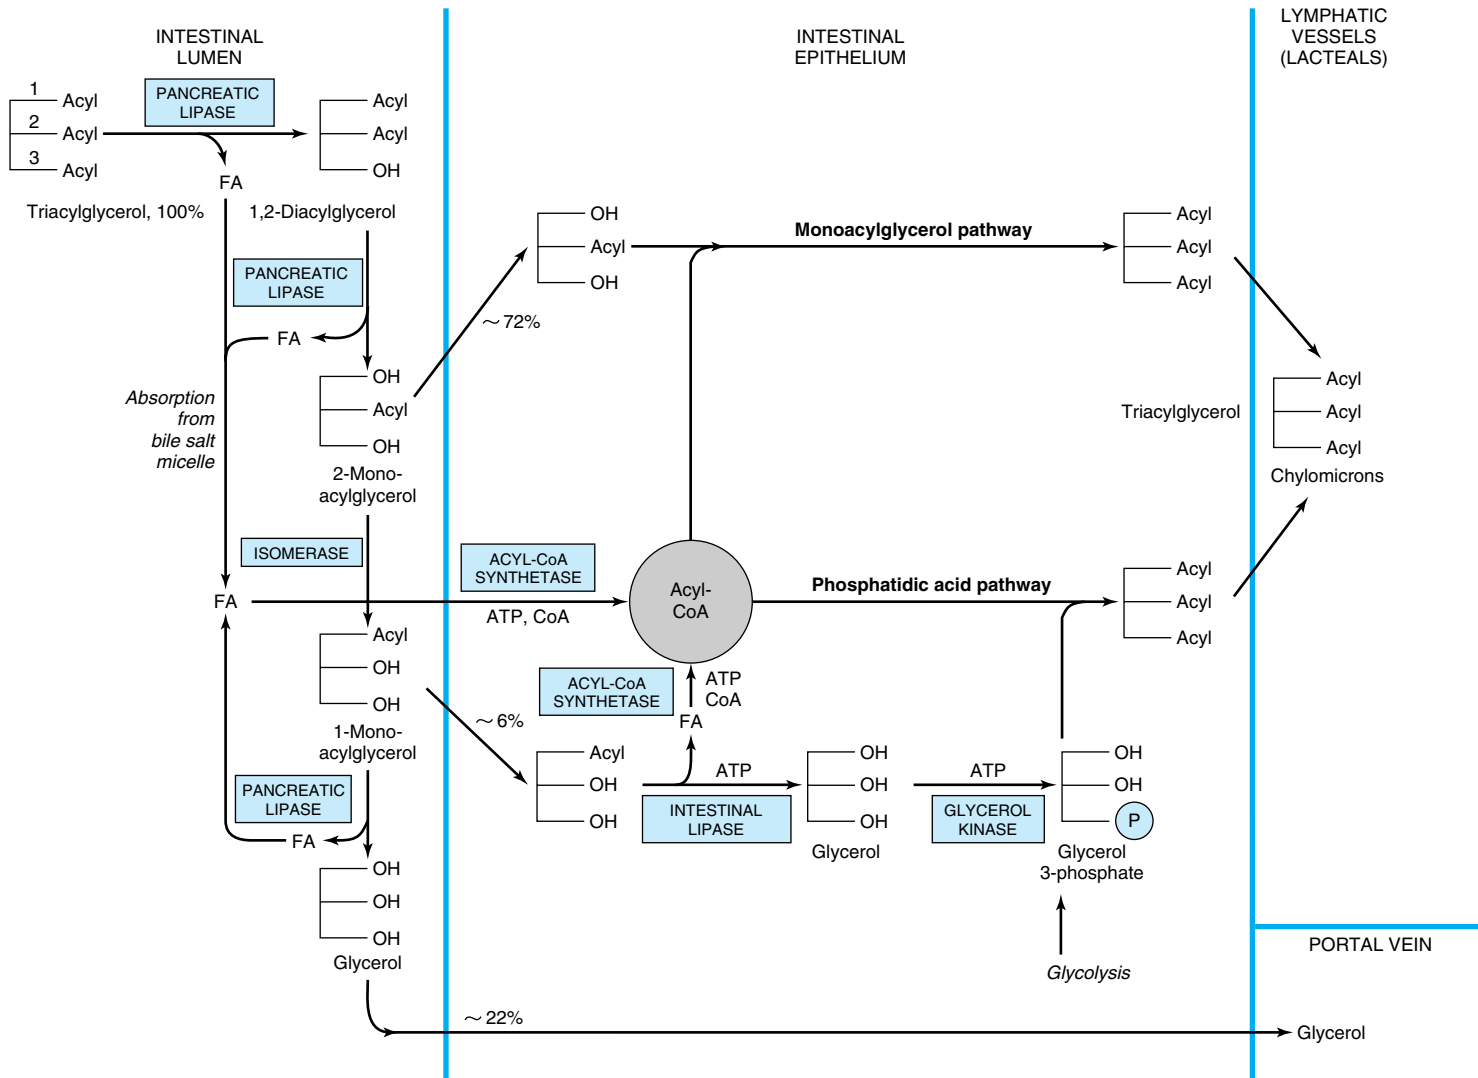 INTESTINAL
LUMEN
INTESTINAL
EPITHELIUM
LYMPHATIC
VESSELS
(LACTEALS)
1
Acyl
2
Acyl
3
Acyl
PANCREATIC
LIPASE
FA
Acyl
Acyl
OH
Triacylglycerol, 100%
1,2-Diacylglycerol
PANCREATIC
LIPASE
FA
Absorption
from
bile salt
micelle
OH
Acyl
OH
2-Mono-
acylglycerol
~ 72%
OH
Acyl
OH
Monoacylglycerol pathway
Acyl
Acyl
Acyl
Triacylglycerol
Acyl
Acyl
Acyl
Chylomicrons
ISOMERASE
FA
ACYL-CoA
SYNTHETASE
ATP, CoA
Acyl-
CoA
Phosphatidic acid pathway
Acyl
Acyl
Acyl
Acyl
OH
OH
1-Mono-
acylglycerol
~ 6%
ACYL-CoA
SYNTHETASE
ATP
CoA
FA
Acyl
OH
OH
ATP
INTESTINAL
LIPASE
OH
OH
OH
Glycerol
ATP
GLYCEROL
KINASE
OH
OH
P
Glycerol
3-phosphate
Glycolysis
PANCREATIC
LIPASE
FA
OH
OH
OH
Glycerol
~ 22%
PORTAL VEIN
Glycerol